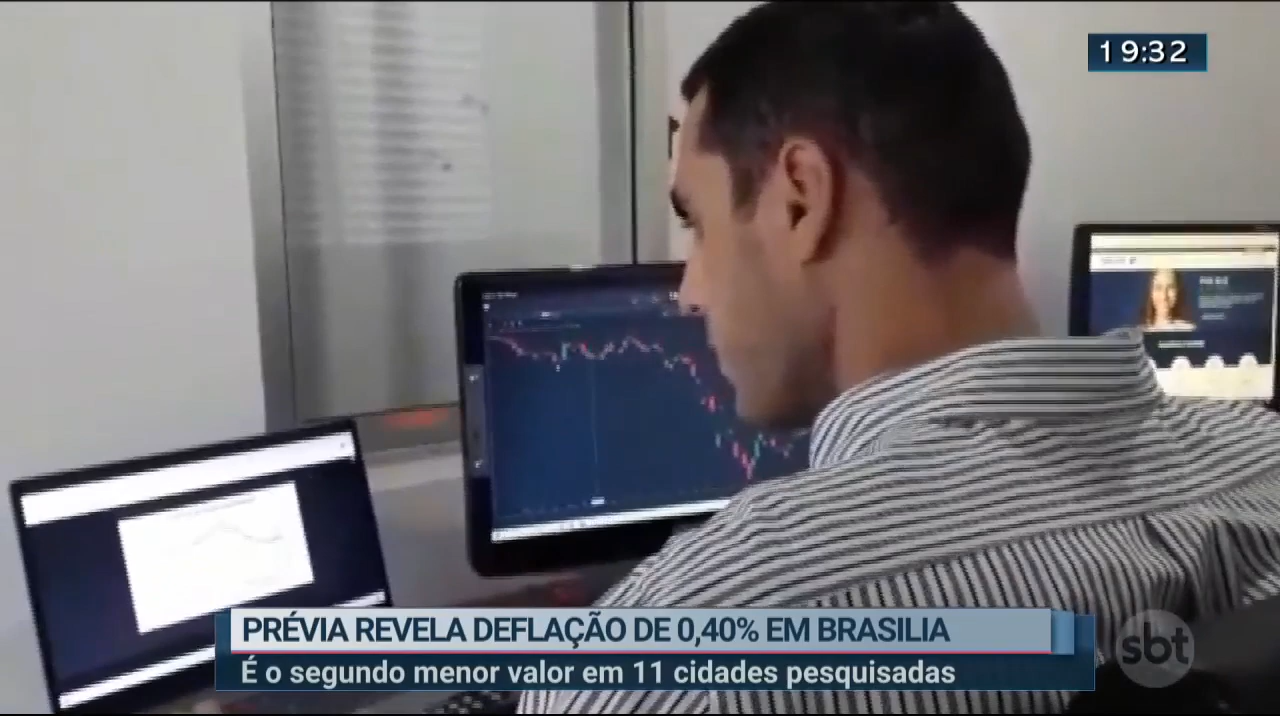 19:32
PRÉVIA REVELA DEFLAÇÃO DE 0,40% EM BRASILIA
É o segundo menor valor em 11 cidades pesquisadas
sbt